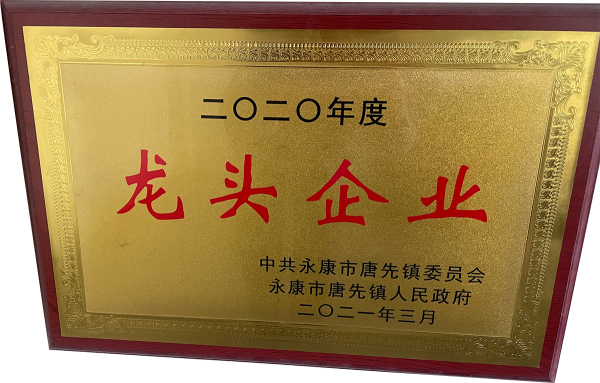 二〇二〇年度
龙头企业
中共永康市唐先镇委员会
永康市唐先镇人民政府
二〇二一年三月